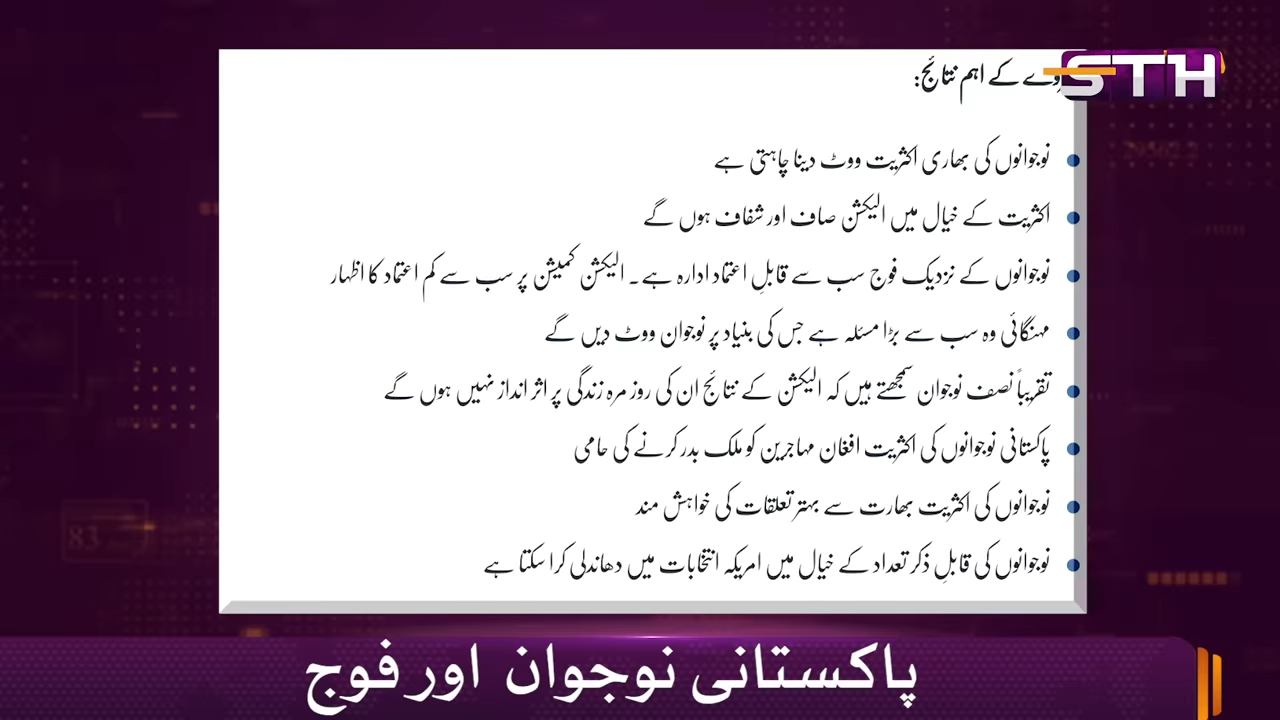 کے اہم نتائج:
STH
نوجوانوں کی بھاری اکثریت ووٹ دینا چاہتی ہے
اکثریت کے خیال میں الیکشن صاف اور شفاف ہوں گے
نوجوانوں کے نزدیک فوج سب سے قابلِ اعتماد ادارہ ہے۔ الیکشن کمیشن پر سب سے کم اعتماد کا اظہار
مہنگائی وہ سب سے بڑا مسئلہ ہے جس کی بنیاد پر نوجوان ووٹ دیں گے
تقریباً نصف نوجوان سمجھتے ہیں کہ الیکشن کے نتائج ان کی روز مرہ زندگی پر اثر انداز نہیں ہوں گے
پاکستانی نوجوانوں کی اکثریت افغان مہاجرین کو ملک بدر کرنے کی حامی
نوجوانوں کی اکثریت بھارت سے بہتر تعلقات کی خواہش مند
نوجوانوں کی قابلِ ذکر تعداد کے خیال میں امریکہ انتخابات میں دھاندلی کرا سکتا ہے
83
پاکستانی نوجوان اور فوج